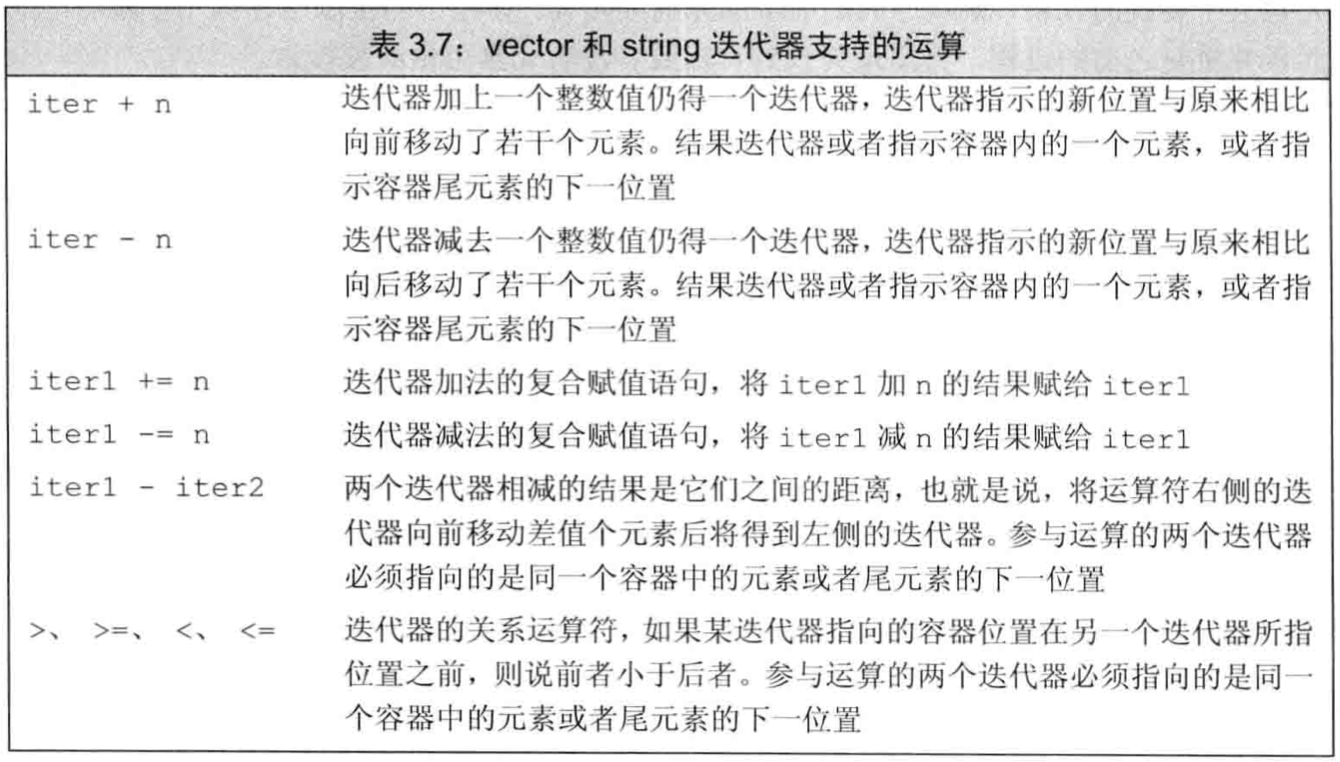 表 3.7：vector 和 string 迭代器支持的运算
iter + n 迭代器加上一个整数值仍得一个迭代器，迭代器指示的新位置与原来相比
向前移动了若干个元素。结果迭代器或者指示容器内的一个元素，或者指
示容器尾元素的下一位置
iter - n 迭代器减去一个整数值仍得一个迭代器，迭代器指示的新位置与原来相比
向后移动了若干个元素。结果迭代器或者指示容器内的一个元素，或者指
示容器尾元素的下一位置
iter1 += n 迭代器加法的复合赋值语句，将 iter1 加 n 的结果赋给 iter1
iter1 -= n 迭代器减法的复合赋值语句，将 iter1 减 n 的结果赋给 iter1
iter1 - iter2 两个迭代器相减的结果是它们之间的距离，也就是说，将运算符右侧的迭
代器向前移动差值个元素后将得到左侧的迭代器。参与运算的两个迭代器
必须指向的是同一个容器中的元素或者尾元素的下一位置
>、 >=、 <、 <= 迭代器的关系运算符，如果某迭代器指向的容器位置在另一个迭代器所指
位置之前，则说前者小于后者。参与运算的两个迭代器必须指向的是同一
个容器中的元素或者尾元素的下一位置